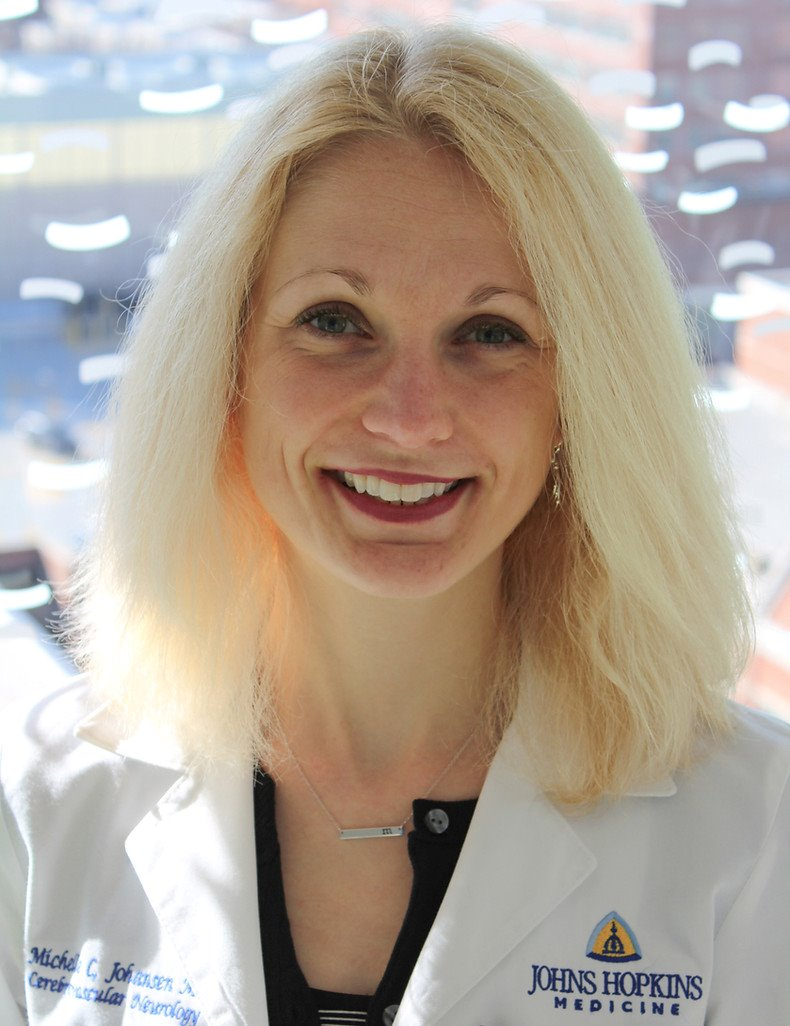 m
Michelle C. Johansen M
Cerebrovascular Neurology
JOHNS HOPKINS
MEDICINE